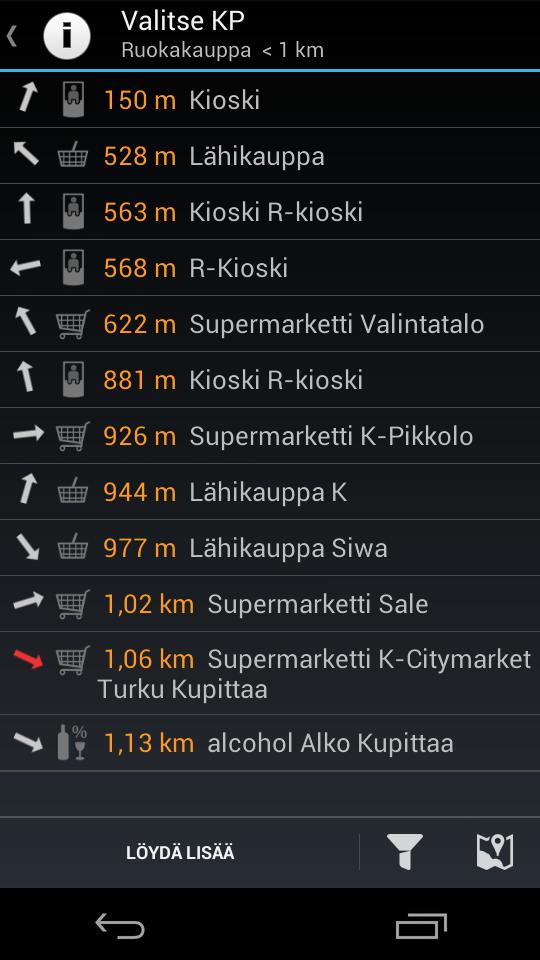 Valitse KP
Ruokakauppa < 1 km
150 m Kioski
528 m Lähikauppa
563 m Kioski R-kioski
568 m R-Kioski
622 m Supermarketti Valintatalo
881 m Kioski R-kioski
926 m Supermarketti K-Pikkolo
944 m Lähikauppa K
977 m Lähikauppa Siwa
1,02 km Supermarketti Sale
1,06 km Supermarketti K-Citymarket
Turku Kupittaa
% 1,13 km alcohol Alko Kupittaa
LÖYDÄ LISÄÄ